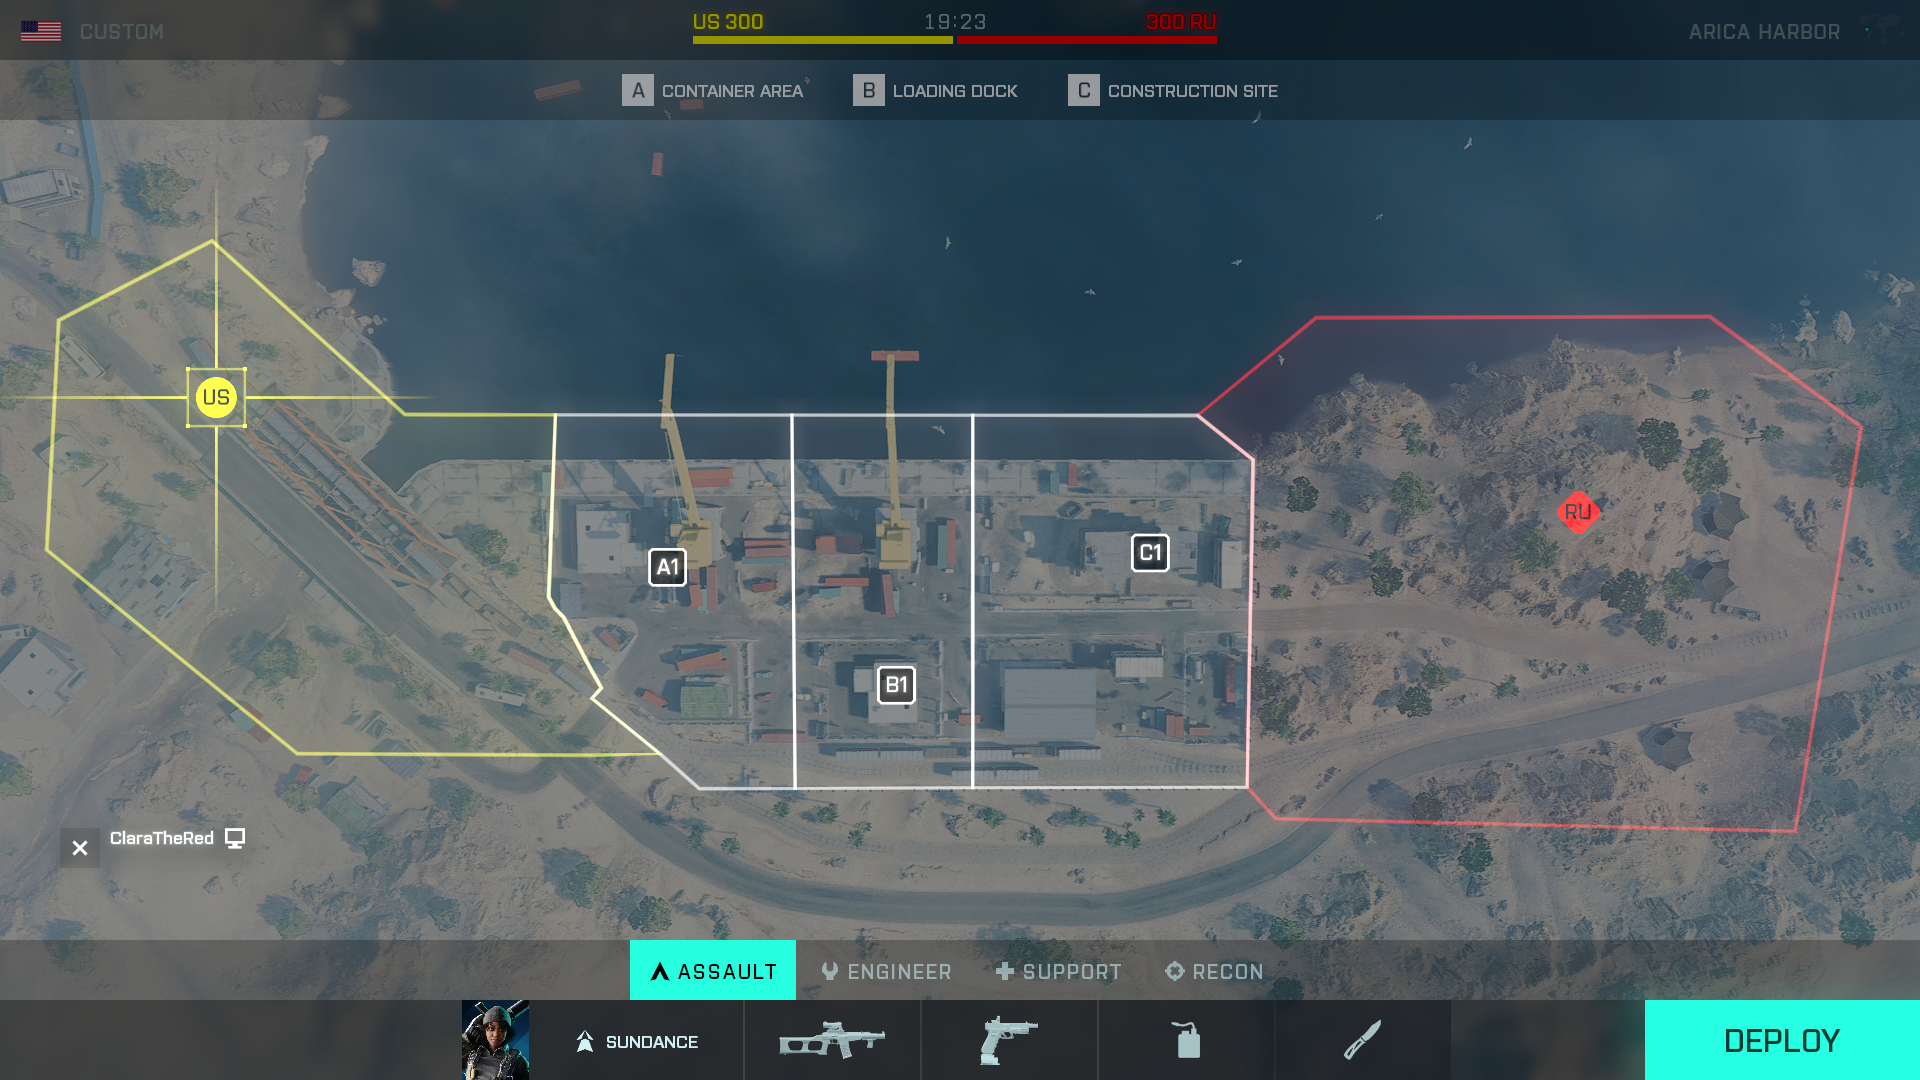 CUSTOM
US 300
19:23
300 RU
ARICA HARBOR
A CONTAINER AREA
B LOADING DOCK
C CONSTRUCTION SITE
US
RU
A1
C1
B1
ClaraTheRed
ASSAULT
ENGINEER
SUPPORT
RECON
SUNDANCE
DEPLOY